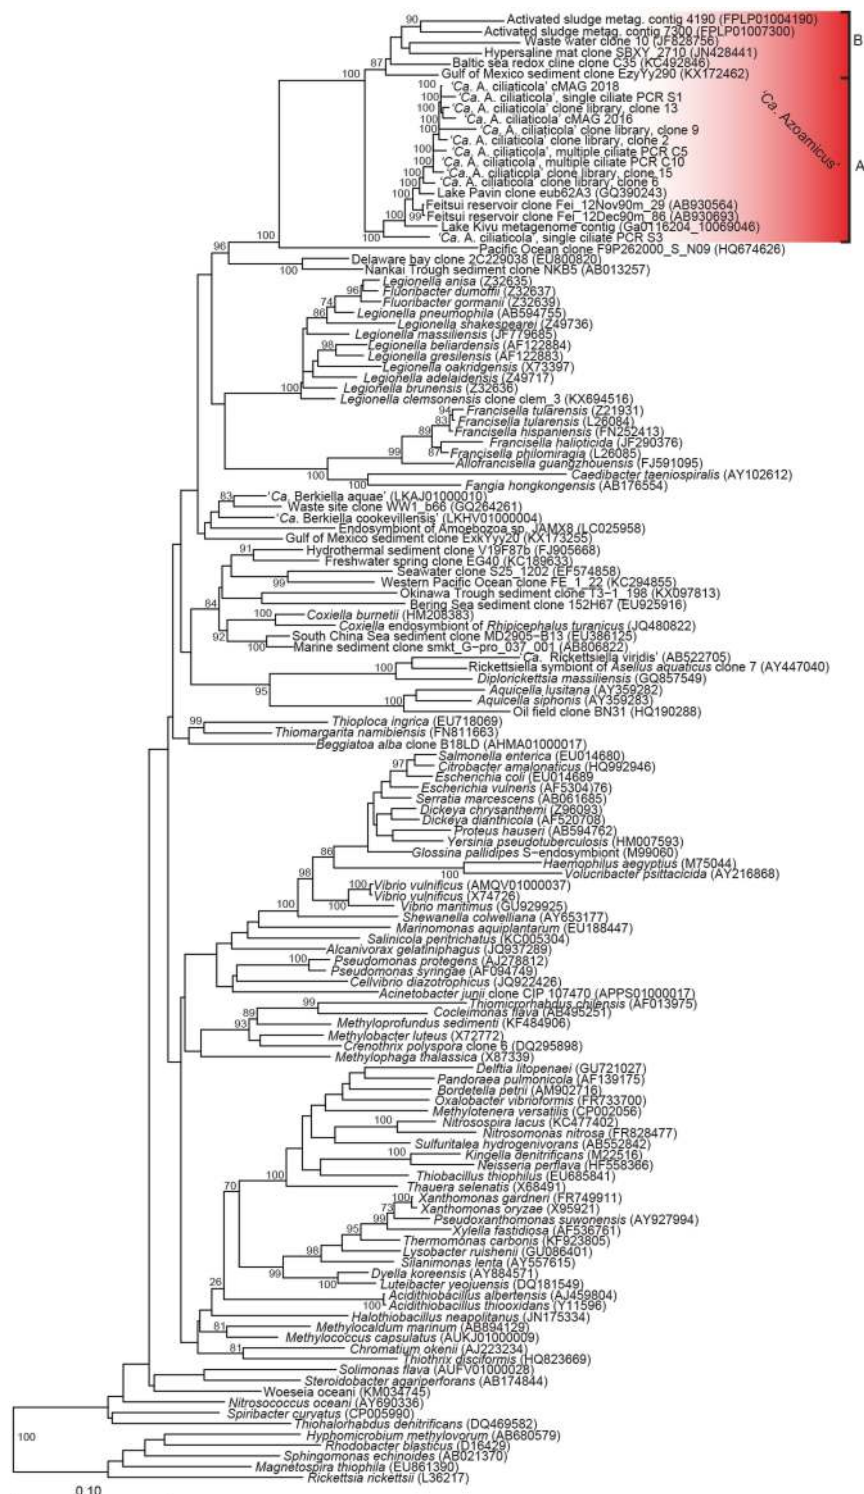 Activated sludge metag. contig 4190 (FPLP01004190)
Activated sludge metag. contig 7300 (FPLP01007300)
Waste water clone 10 (JF828756)
Hypersaline mat clone SBXY_2710 (JN428441)
Baltic sea redox cline clone C35 (KC492846)
Gulf of Mexico sediment clone EzyYy290 (KX172462)
'Ca. A. ciliaticola' cMAG 2018
'Ca. A. ciliaticola', single ciliate PCR S1
'Ca. A. ciliaticola' clone library, clone 13
'Ca. A. ciliaticola' cMAG 2016
'Ca. A. ciliaticola' clone library, clone 9
'Ca. A. ciliaticola' clone library, clone 2
'Ca. A. ciliaticola', multiple ciliate PCR C5
'Ca. A. ciliaticola', multiple ciliate PCR C10
'Ca. A. ciliaticola' clone library, clone 15
'Ca. A. ciliaticola' clone library, clone 6
Lake Pavin clone eub62A3 (GQ390243)
Feitsui reservoir clone Fei_12Nov90m_29 (AB930564)
Feitsui reservoir clone Fei_12Dec90m_86 (AB930693)
Lake Kivu metagenome contig (Ga0116204_10069046)
'Ca. A. ciliaticola', single ciliate PCR S3
Pacific Ocean clone F9P262000_S_N09 (HQ674626)
Delaware bay clone 2C229038 (EU800820)
Nankai Trough sediment clone NKB5 (AB013257)
Legionella anisa (Z32635)
Fluoribacter dumoffii (Z32637)
Fluoribacter gormanii (Z32639)
Legionella pneumophila (AB594755)
Legionella shakespearei (Z49736)
Legionella massiliensis (JF779685)
Legionella beliardensis (AF122884)
Legionella gresilensis (AF122883)
Legionella oakridgensis (X73397)
Legionella adelaidensis (Z49717)
Legionella brunensis (Z32636)
Legionella clemsonensis clone clem_3 (KX694516)
Francisella tularensis (Z21931)
Francisella tularensis (L26084)
Francisella hispaniensis (FN252413)
Francisella halioticida (JF290376)
Francisella philomiragia (L26085)
Allofrancisella guangzhouensis (FJ591095)
Caedibacter taeniospiralis (AY102612)
Fangia hongkongensis (AB176554)
'Ca. Berkiella aquae' (LKAJ01000010)
Waste site clone WW1_b66 (GQ264261)
'Ca. Berkiella cookevillensis' (LKHV01000004)
Endosymbiont of Amoebozoa sp. JAMX8 (LC025958)
Gulf of Mexico sediment clone ExkYyy20 (KX173255)
Hydrothermal sediment clone V19F87b (FJ905668)
Freshwater spring clone EG40 (KC189633)
Seawater clone S25_1202 (EF574858)
Western Pacific Ocean clone FE_1_22 (KC294855)
Okinawa Trough sediment clone T3-1_198 (KX097813)
Bering Sea sediment clone 152H67 (EU925916)
Coxiella burnetii (HM208383)
Coxiella endosymbiont of Rhipicephalus turanicus (JQ480822)
South China Sea sediment clone MD2905-B13 (EU386125)
Marine sediment clone smkt_G-pro_037_001 (AB806822)
'Ca. Rickettsiella viridis' (AB522705)
Rickettsiella symbiont of Asellus aquaticus clone 7 (AY447040)
Diplorickettsia massiliensis (GQ857549)
Aquicella lusitana (AY359282)
Aquicella siphonis (AY359283)
Oil field clone BN31 (HQ190288)
Thioploca ingrica (EU718069)
Thiomargarita namibiensis (FN811663)
Beggiatoa alba clone B18LD (AHMA01000017)
Salmonella enterica (EU014680)
Citrobacter amalonaticus (HQ992946)
Escherichia coli (EU014689
Escherichia vulneris (AF5304)76)
Serratia marcescens (AB061685)
Dickeya chrysanthemi (Z96093)
Dickeya dianthicola (AF520708)
Proteus hauseri (AB594762)
Yersinia pseudotuberculosis (HM007593)
Glossina pallidipes S-endosymbiont (M99060)
Haemophilus aegyptius (M75044)
Volucribacter psittacicida (AY216868)
Vibrio vulnificus (AMQV01000037)
Vibrio vulnificus (X74726)
Vibrio maritimus (GU929925)
Shewanella colwelliana (AY653177)
Marinomonas aquiplantarum (EU188447)
Salinicola peritrichatus (KC005304)
Alcanivorax gelatiniphagus (JQ937289)
Pseudomonas protegens (AJ278812)
Pseudomonas syringae (AF094749)
Cellvibrio diazotrophicus (JQ922426)
Acinetobacter junii clone CIP 107470 (APPS01000017)
Thiomicrorhabdus chilensis (AF013975)
Cocleimonas flava (AB495251)
Methyloprofundus sedimenti (KF484906)
Methylobacter luteus (X72772)
Crenothrix polyspora clone 6 (DQ295898)
Methylophaga thalassica (X87339)
Delftia litopenaei (GU721027)
Pandoraea pulmonicola (AF139175)
Bordetella petrii (AM902716)
Oxalobacter vibrioformis (FR733700)
Methylotenera versatilis (CP002056)
Nitrosospira lacus (KC477402)
Nitrosomonas nitrosa (FR828477)
Sulfuritalea hydrogenivorans (AB552842)
Kingella denitrificans (M22516)
Neisseria perflava (HF558366)
Thiobacillus thiophilus (EU685841)
Thauera selenatis (X68491)
Xanthomonas gardneri (FR749911)
Xanthomonas oryzae (X95921)
Pseudoxanthomonas suwonensis (AY927994)
Xylella fastidiosa (AF536761)
Thermomonas carbonis (KF923805)
Lysobacter ruishenii (GU086401)
Silanimonas lenta (AY557615)
Dyella koreensis (AY884571)
Luteibacter yeojuensis (DQ181549)
Acidithiobacillus albertensis (AJ459804)
Acidithiobacillus thiooxidans (Y11596)
Halothiobacillus neapolitanus (JN175334)
Methylocaldum marinum (AB894129)
Methylococcus capsulatus (AUKJ01000009)
Chromatium okenii (AJ223234)
Thiothrix disciformis (HQ823669)
Solimonas flava (AUFV01000028)
Steroidobacter agariperforans (AB174844)
Woeseia oceani (KM034745)
Nitrosococcus oceani (AY690336)
Spiribacter curvatus (CP005990)
Thiohalorhabdus denitrificans (DQ469582)
Hyphomicrobium methylovorum (AB680579)
Rhodobacter blasticus (D16429)
Sphingomonas echinoides (AB021370)
Magnetospira thiophila (EU861390)
Rickettsia rickettsii (L36217)
0.10
B
'Ca. Azoamicus'
A